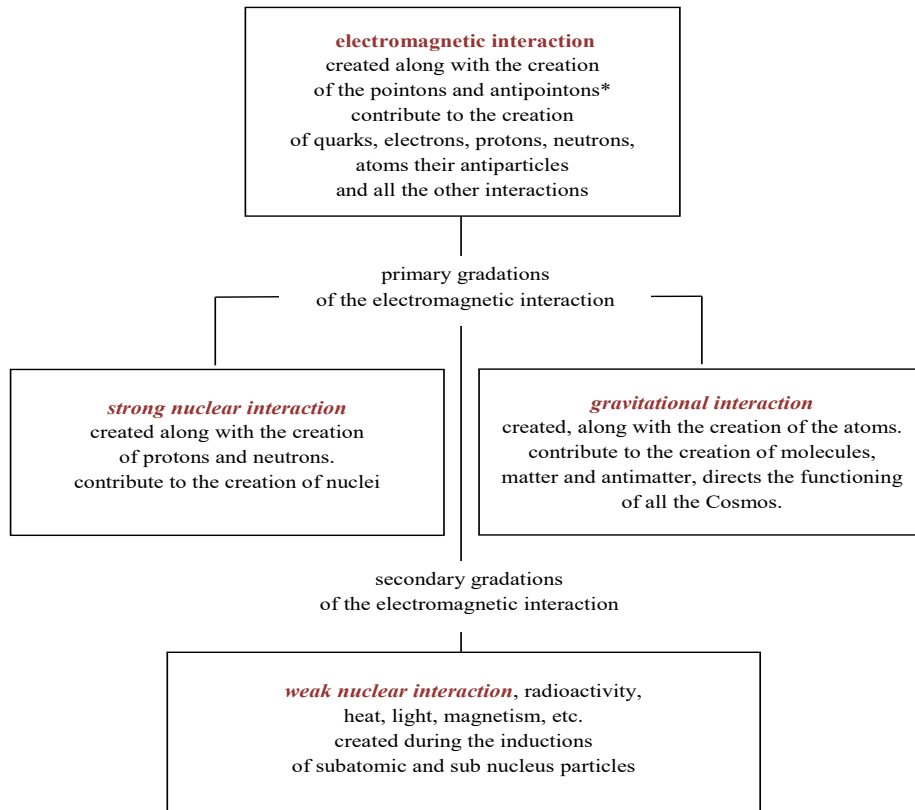 electromagnetic interaction
created along with the creation
of the pointons and antipointons*
contribute to the creation
of quarks, electrons, protons, neutrons,
atoms their antiparticles
and all the other interactions
primary gradations
of the electromagnetic interaction
strong nuclear interaction
created along with the creation
of protons and neutrons.
contribute to the creation of nuclei
gravitational interaction
created, along with the creation of the atoms.
contribute to the creation of molecules,
matter and antimatter, directs the functioning
of all the Cosmos.
secondary gradations
of the electromagnetic interaction
weak nuclear interaction, radioactivity,
heat, light, magnetism, etc.
created during the inductions
of subatomic and sub nucleus particles